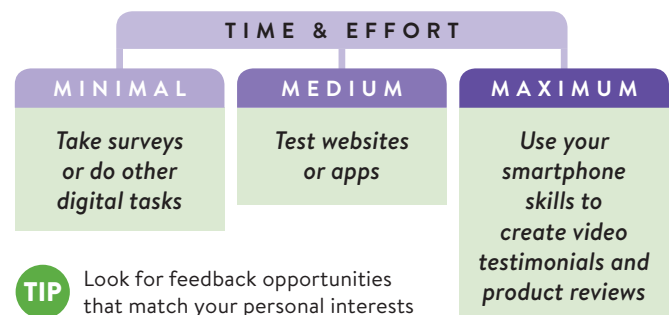 TIME & EFFORT
MINIMAL
Take surveys
or do other
digital tasks
MEDIUM
Test websites
or apps
MAXIMUM
Use your
smartphone
skills to
create video
testimonials and
product reviews
TIP
Look for feedback opportunities
that match your personal interests